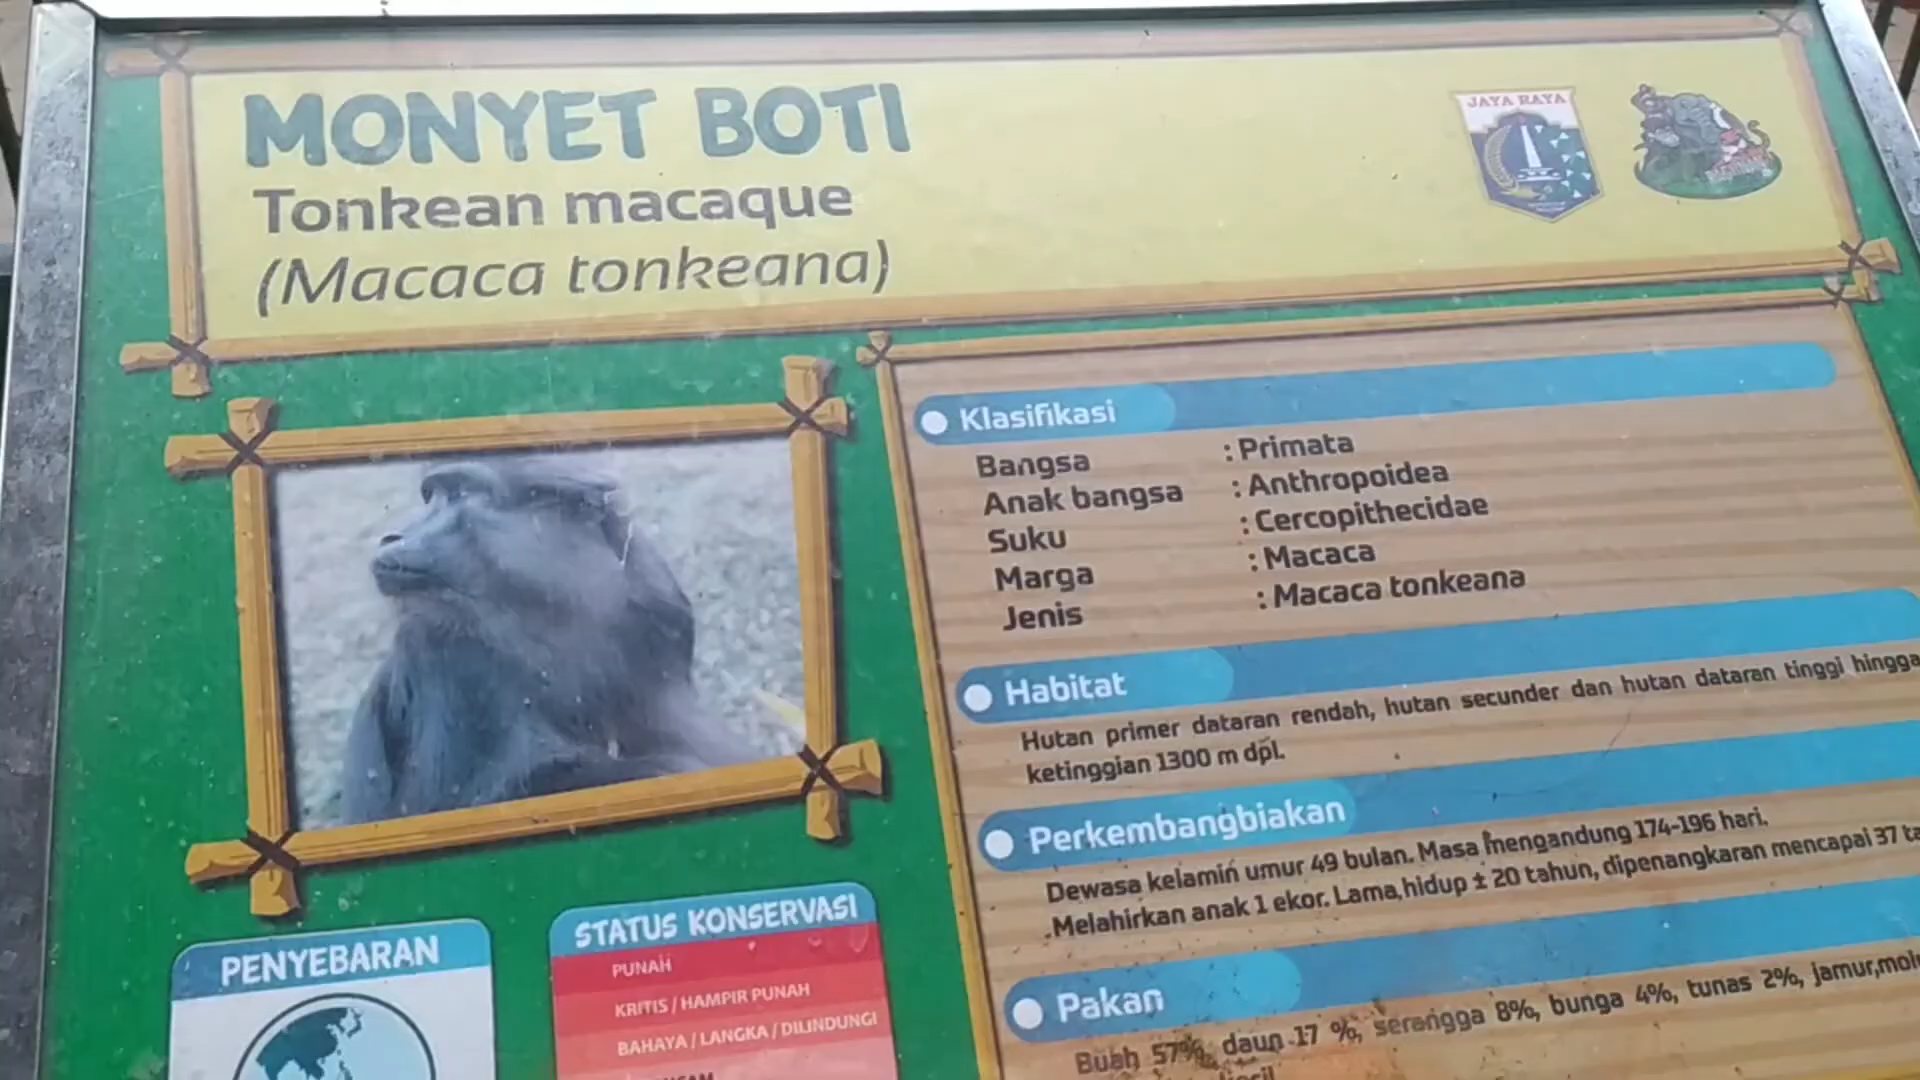 MONYET BOTI
Tonkean macaque
(Macaca tonkeana)
JAYA RAYA
Klasifikasi
Bangsa : Primata
Anak bangsa : Anthropoidea
Suku : Cercopithecidae
Marga : Macaca
Jenis : Macaca tonkeana
Habitat
Hutan primer dataran rendah, hutan secunder dan hutan dataran tinggi hingga
ketinggian 1300 m dpl.
Perkembangbiakan
Dewasa kelamin umur 49 bulan. Masa mengandung 174-196 hari.
Melahirkan anak 1 ekor. Lama hidup ± 20 tahun, dipenangkaran mencapai 37
Pakan
Buah 57%, daun 17 %, serangga 8%, bunga 4%, tunas 2%, jamur,
PENYEBARAN
STATUS KONSERVASI
PUNAH
KRITIS / HAMPIR PUNAH
BAHAYA / LANGKA / DILINDUNGI